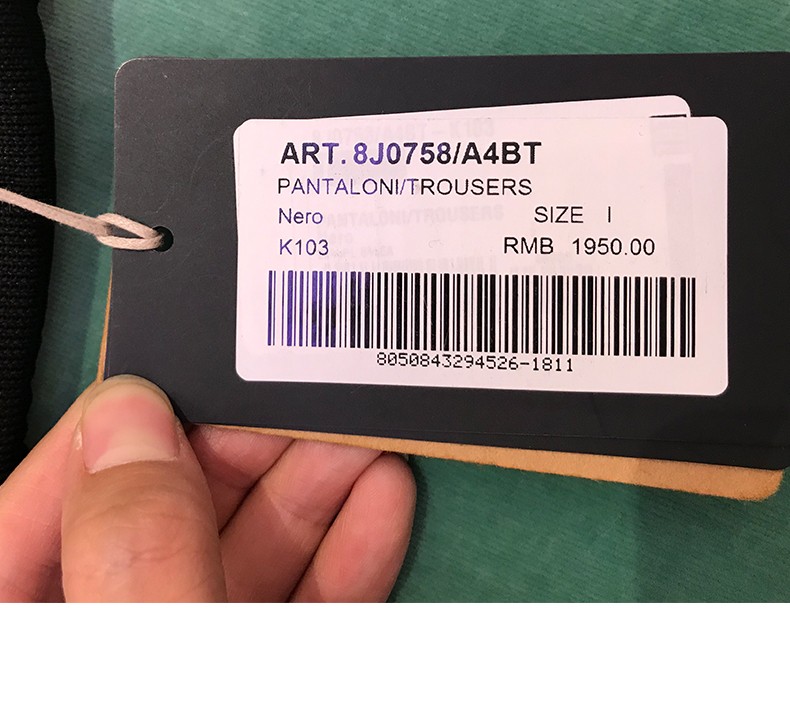 ART. 8J0758/A4BT
PANTALONI/TROUSERS
Nero SIZE I
K103 RMB 1950.00
8050843294526-1811